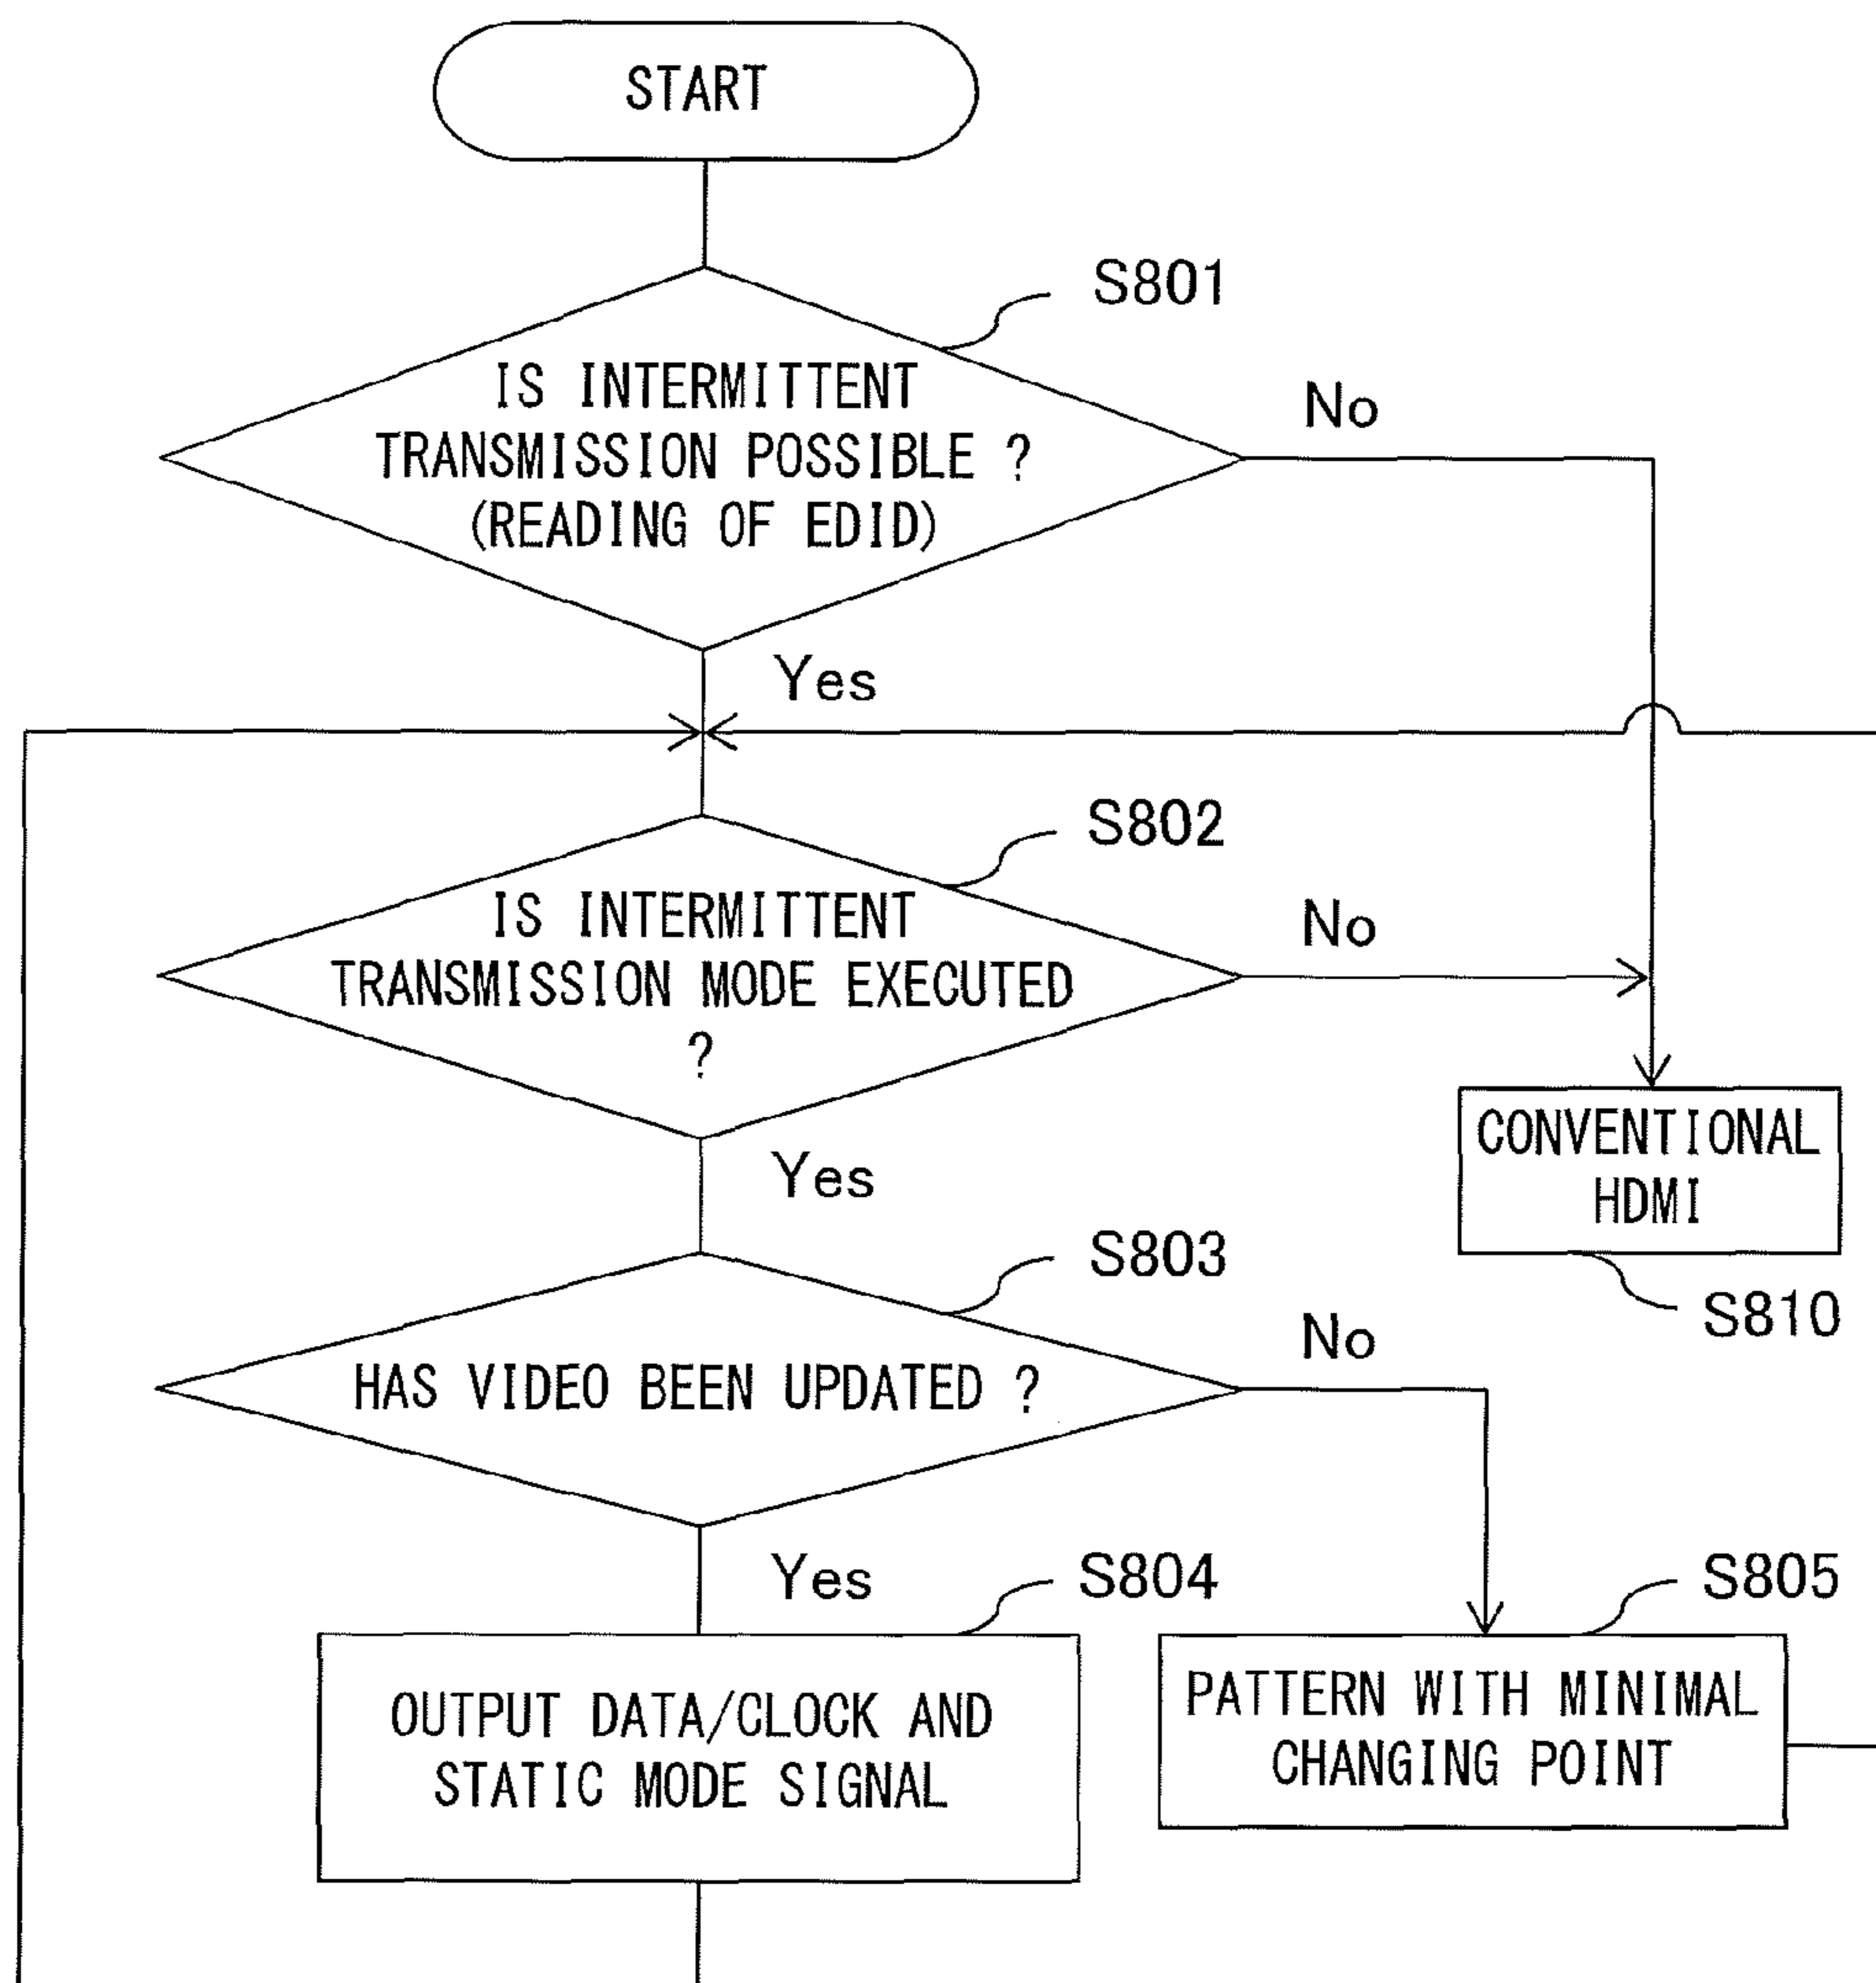 START
S801
IS INTERMITTENT
TRANSMISSION POSSIBLE ?
(READING OF EDID)
No
Yes
S802
IS INTERMITTENT
TRANSMISSION MODE EXECUTED
?
No
Yes
CONVENTIONAL
HDMI
S810
S803
HAS VIDEO BEEN UPDATED ?
No
Yes
S804
OUTPUT DATA/CLOCK AND
STATIC MODE SIGNAL
S805
PATTERN WITH MINIMAL
CHANGING POINT